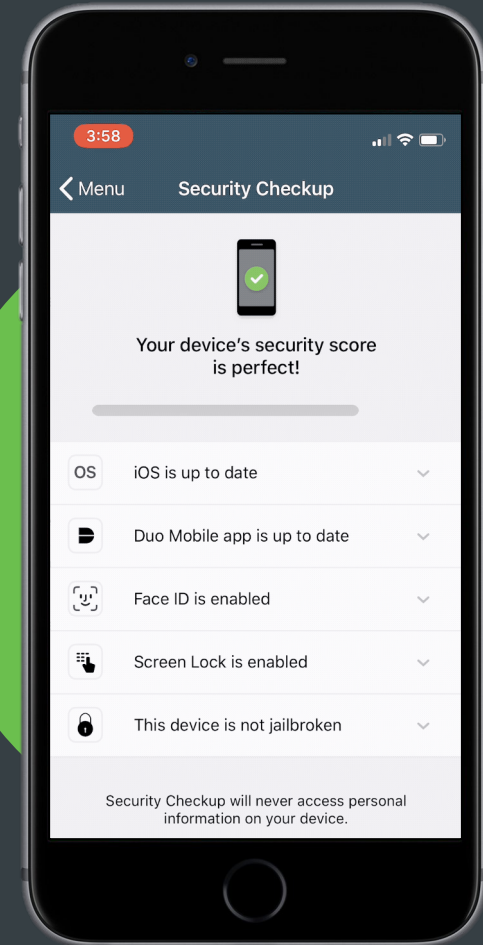 3:58
Menu
Security Checkup
Your device's security score
is perfect!
OS
iOS is up to date
Duo Mobile app is up to date
Face ID is enabled
Screen Lock is enabled
This device is not jailbroken
Security Checkup will never access personal
information on your device.